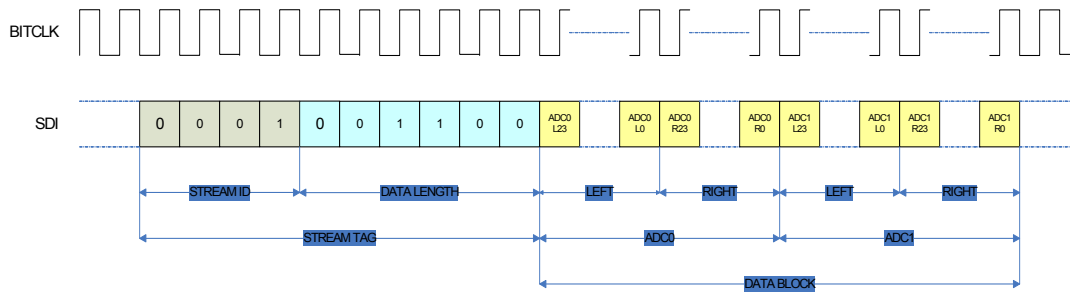 BITCLK
SDI
0 0 0 1 0 0 1 1 0 0
ADC0 L23
ADC0 L0
ADC0 R23
ADC0 R0
ADC1 L23
ADC1 L0
ADC1 R23
ADC1 R0
STREAM ID DATA LENGTH LEFT RIGHT LEFT RIGHT
STREAM TAG ADC0 ADC1
DATA BLOCK